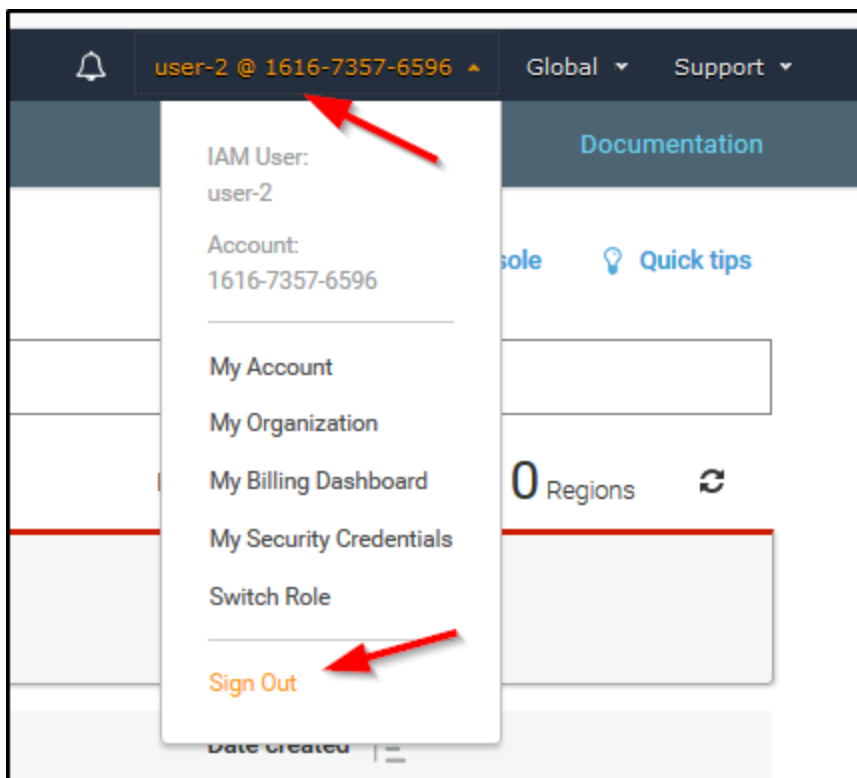 user-2 @ 1616-7357-6596 Global Support
Documentation
IAM User:
user-2
Account:
1616-7357-6596
sole Quick tips
My Account
My Organization
My Billing Dashboard
0 Regions
My Security Credentials
Switch Role
Sign Out
Date created